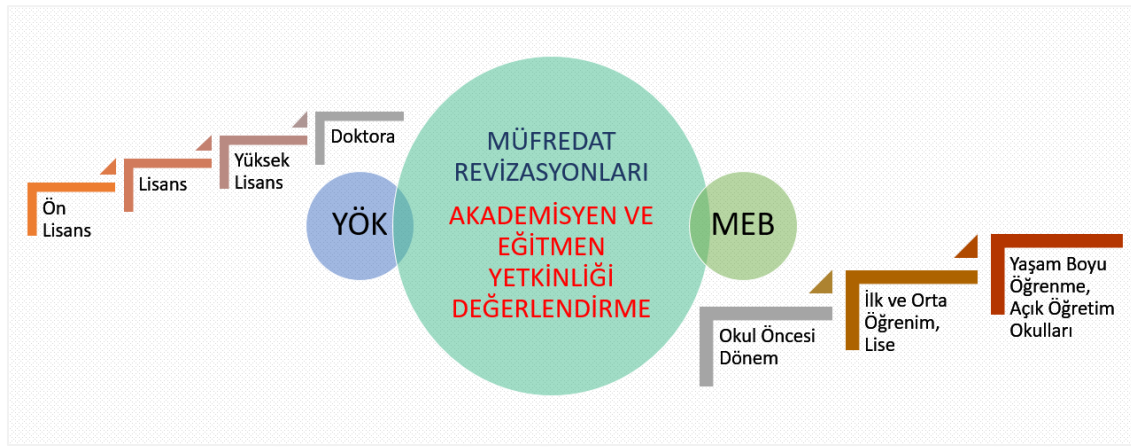 Ön
Lisans
Lisans
Yüksek
Lisans
Doktora
YÖK
MÜFREDAT
REVİZASYONLARI
AKADEMİSYEN VE
EĞİTMEN
YETKİNLİĞİ
DEĞERLENDİRME
MEB
Okul Öncesi
Dönem
İlk ve Orta
Öğrenim,
Lise
Yaşam Boyu
Öğrenme,
Açık Öğretim
Okulları